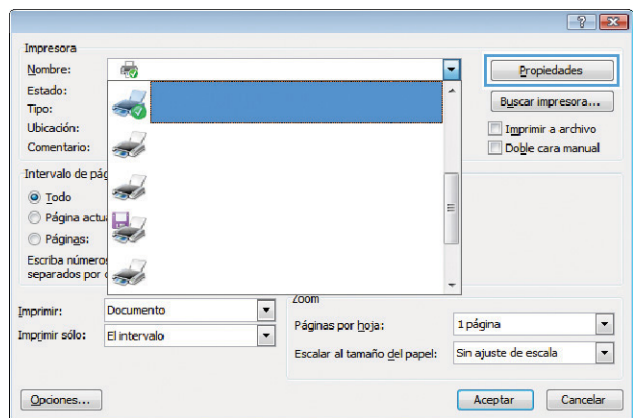 Impresora
Nombre:
Propiedades
Estado:
Buscar impresora...
Tipo:
Ubicación:
Imprimir a archivo
Comentario:
Doble cara manual
Intervalo de pág
Todo
Página actu
Páginas:
Escriba número
separados por
Zoom
Imprimir: Documento
Páginas por hoja: 1 página
Imprimir sólo: El intervalo
Escalar al tamaño del papel: Sin ajuste de escala
Opciones...
Aceptar
Cancelar